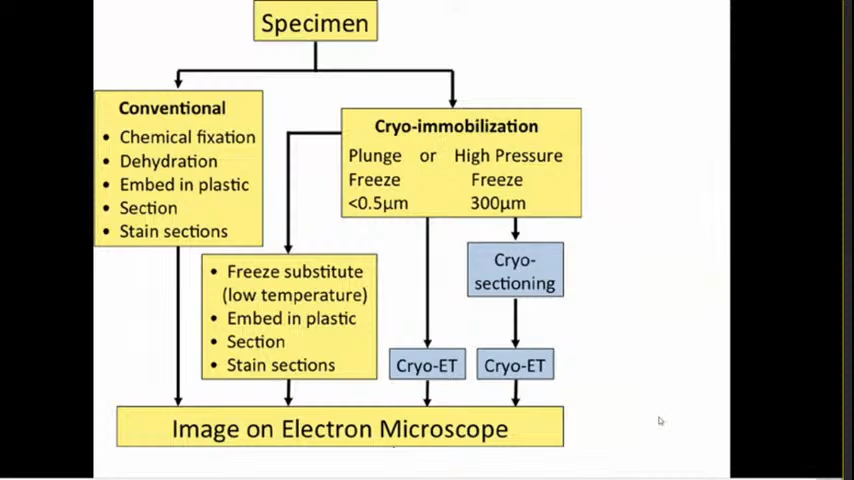 Specimen
Conventional
• Chemical fixation
• Dehydration
• Embed in plastic
• Section
• Stain sections
Cryo-immobilization
Plunge or High Pressure
Freeze Freeze
<0.5μm 300μm
• Freeze substitute
(low temperature)
• Embed in plastic
• Section
• Stain sections
Cryo-
sectioning
Cryo-ET
Cryo-ET
Image on Electron Microscope